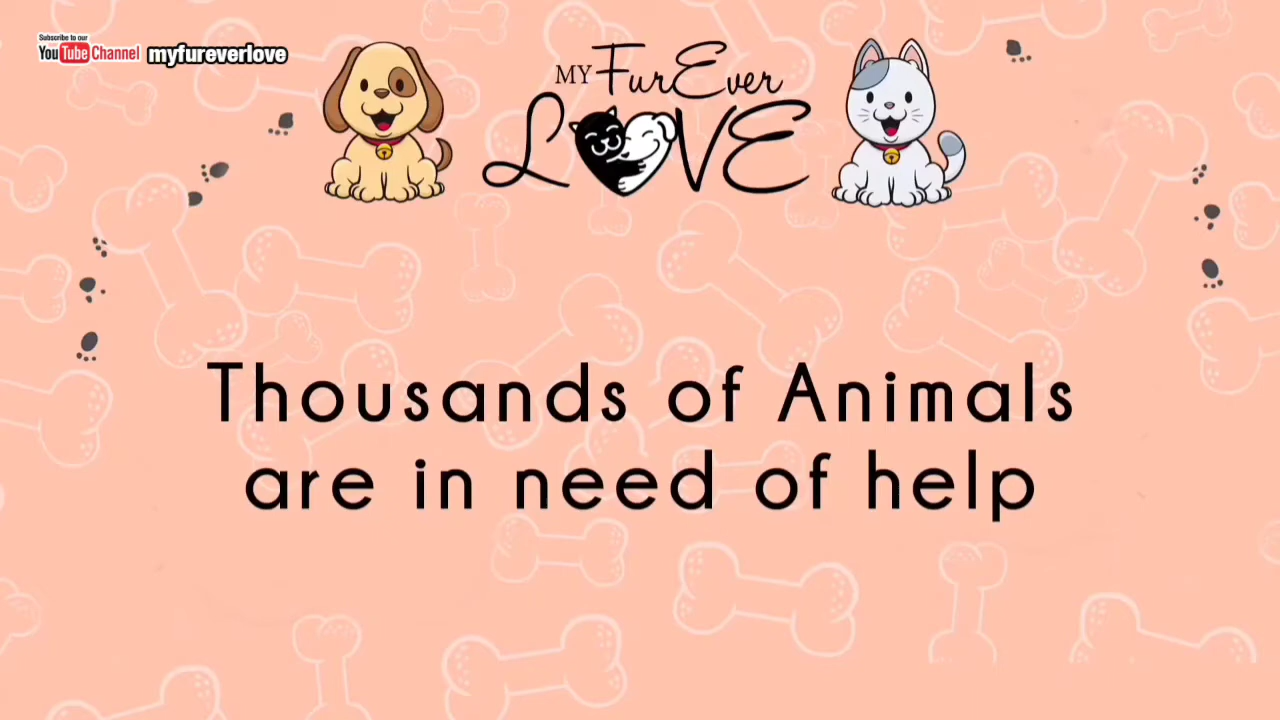 Subscribe to our
YouTube Channel myfureverlove
MY FurEver
LOVE
Thousands of Animals
are in need of help